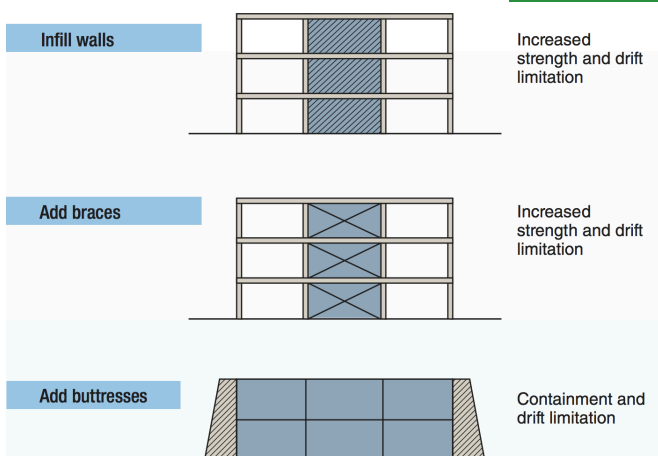 Infill walls
Increased
strength and drift
limitation
Add braces
Increased
strength and drift
limitation
Add buttresses
Containment and
drift limitation